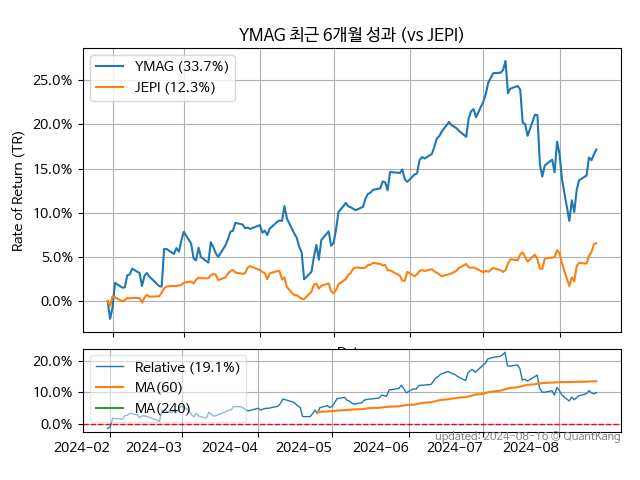 YMAG 최근 6개월 성과 (vs JEPI)
YMAG (33.7%)
JEPI (12.3%)
Rate of Return (TR)
25.0%
20.0%
15.0%
10.0%
5.0%
0.0%
Relative (19.1%)
MA(60)
MA(240)
20.0%
10.0%
0.0%
2024-02 2024-03 2024-04 2024-05 2024-06 2024-07 2024-08
updated: 2024-08-16 © QuantKang